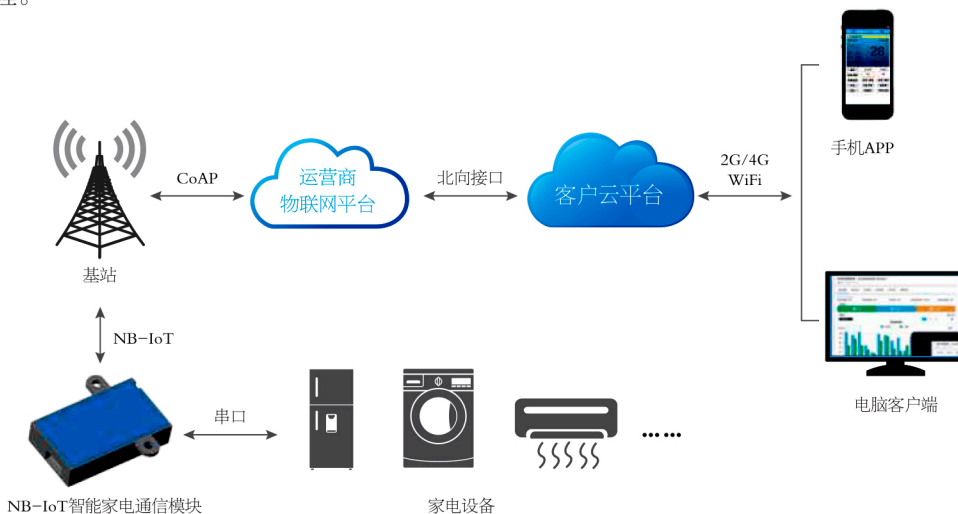 手机APP
CoAP
运营商
物联网平台
北向接口
客户云平台
2G/4G
WiFi
基站
NB-IoT
串口
电脑客户端
NB-IoT智能家电通信模块
家电设备
……